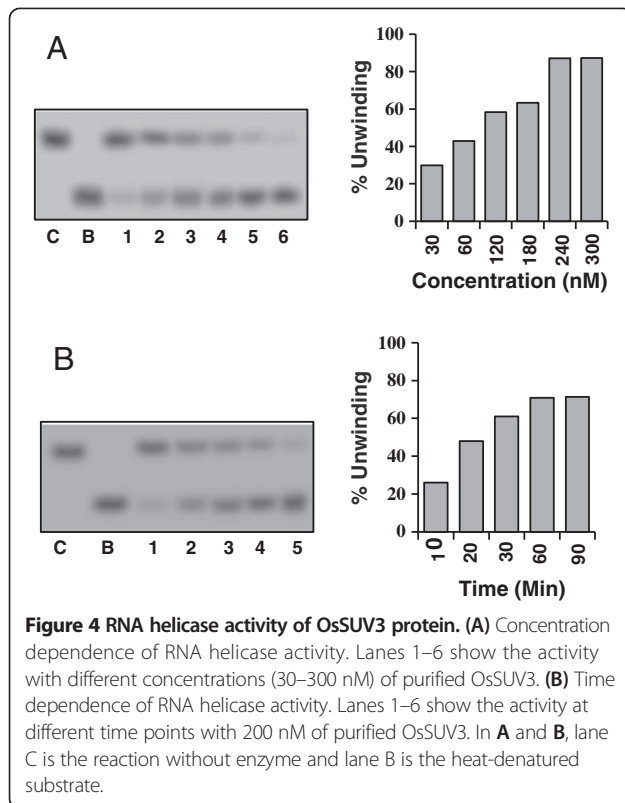 A
C B 1 2 3 4 5 6
% Unwinding
100
80
60
40
20
0
30 60 120 180 240 300
Concentration (nM)
B
C B 1 2 3 4 5
% Unwinding
100
80
60
40
20
0
10 20 30 60 90
Time (Min)
Figure 4 RNA helicase activity of OsSUV3 protein. (A) Concentration
dependence of RNA helicase activity. Lanes 1–6 show the activity
with different concentrations (30–300 nM) of purified OsSUV3. (B) Time
dependence of RNA helicase activity. Lanes 1–6 show the activity at
different time points with 200 nM of purified OsSUV3. In A and B, lane
C is the reaction without enzyme and lane B is the heat-denatured
substrate.